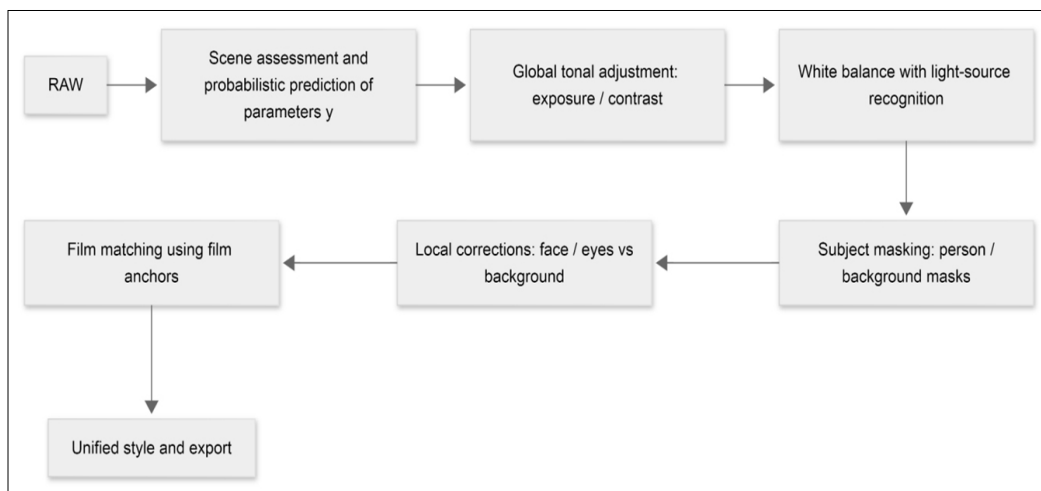 RAW
Scene assessment and
probabilistic prediction of
parameters y
Global tonal adjustment:
exposure / contrast
White balance with light-source
recognition
Subject masking: person /
background masks
Local corrections: face / eyes vs
background
Film matching using film
anchors
Unified style and export